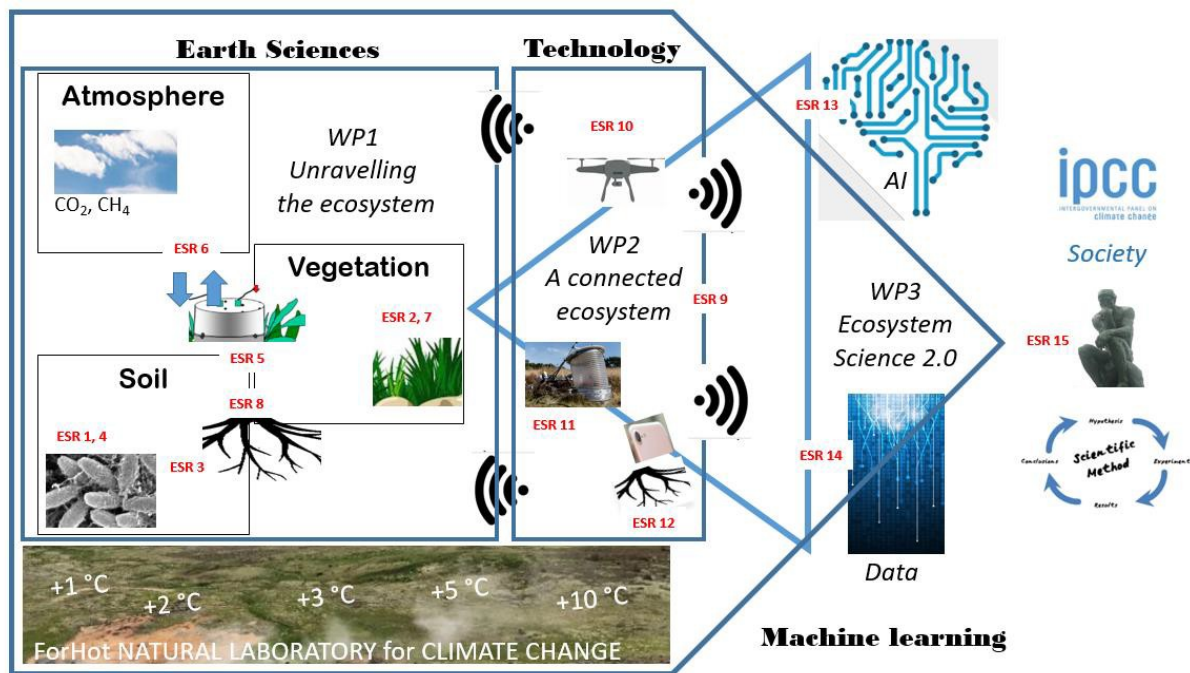 Earth Sciences
Technology
Atmosphere
CO₂, CH₄
WP1
Unravelling
the ecosystem
ESR 6
Vegetation
ESR 2, 7
ESR 5
Soil
ESR 8
ESR 1, 4
ESR 3
ESR 10
WP2
A connected
ecosystem
ESR 9
ESR 11
ESR 12
ESR 13
AI
WP3
Ecosystem
Science 2.0
ESR 14
Data
Machine learning
ipcc
INTERGOVERNMENTAL PANEL ON
climate change
Society
ESR 15
Hypothesis
Conclusions
Scientific
Method
Experiment
Results
+1 °C
+2 °C
+3 °C
+5 °C
+10 °C
ForHot NATURAL LABORATORY for CLIMATE CHANGE